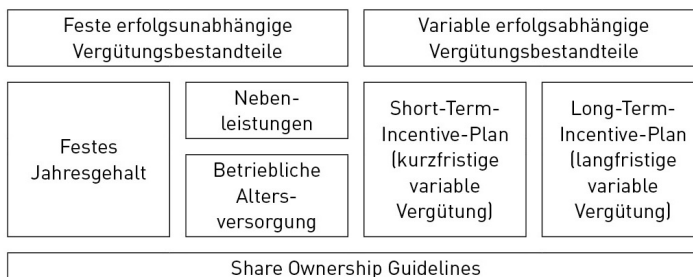 Feste erfolgsunabhängige
Vergütungsbestandteile
Variable erfolgsabhängige
Vergütungsbestandteile
Festes
Jahresgehalt
Neben-
leistungen
Betriebliche
Alters-
versorgung
Short-Term-
Incentive-Plan
(kurzfristige
variable
Vergütung)
Long-Term-
Incentive-Plan
(langfristige
variable
Vergütung)
Share Ownership Guidelines